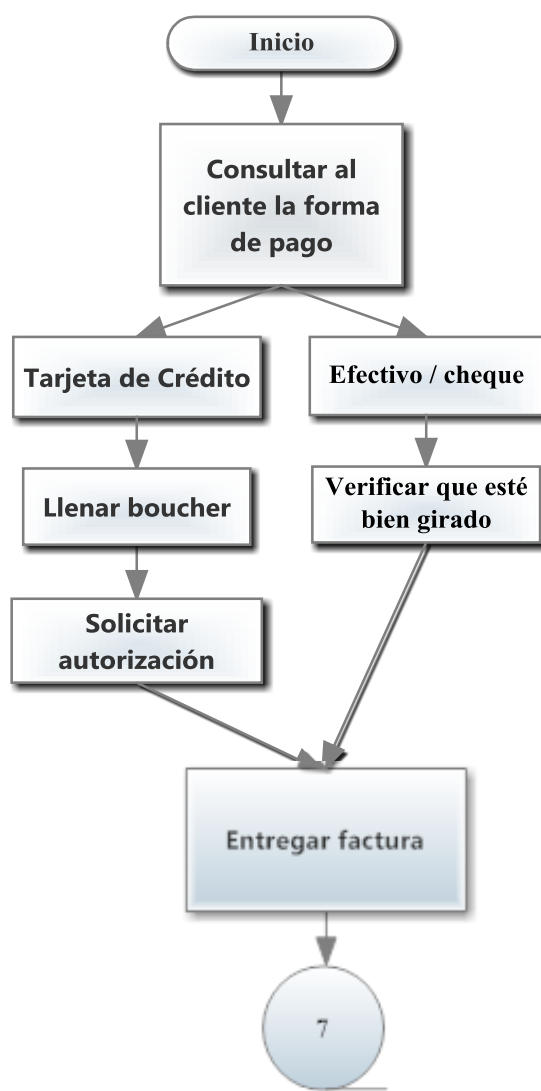 Inicio
Consultar al
cliente la forma
de pago
Tarjeta de Crédito
Efectivo / cheque
Llenar boucher
Verificar que esté
bien girado
Solicitar
autorización
Entregar factura
7